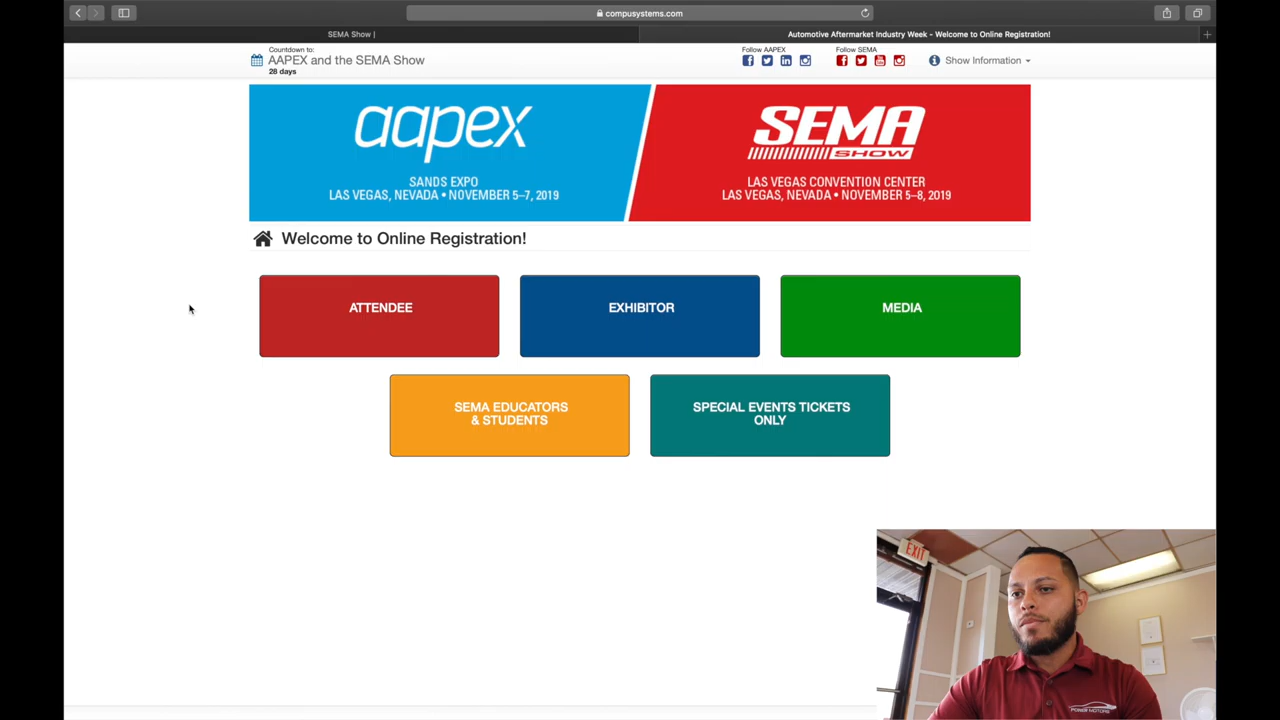 compusystems.com
SEMA Show |
Automotive Aftermarket Industry Week - Welcome to Online Registration!
Countdown to:
AAPEX and the SEMA Show
28 days
Follow AAPEX
Follow SEMA
Show Information
aapex
SANDS EXPO
LAS VEGAS, NEVADA • NOVEMBER 5–7, 2019
SEMA
SHOW
LAS VEGAS CONVENTION CENTER
LAS VEGAS, NEVADA • NOVEMBER 5–8, 2019
Welcome to Online Registration!
ATTENDEE
EXHIBITOR
MEDIA
SEMA EDUCATORS
& STUDENTS
SPECIAL EVENTS TICKETS
ONLY
EXIT
POWER MOTORS